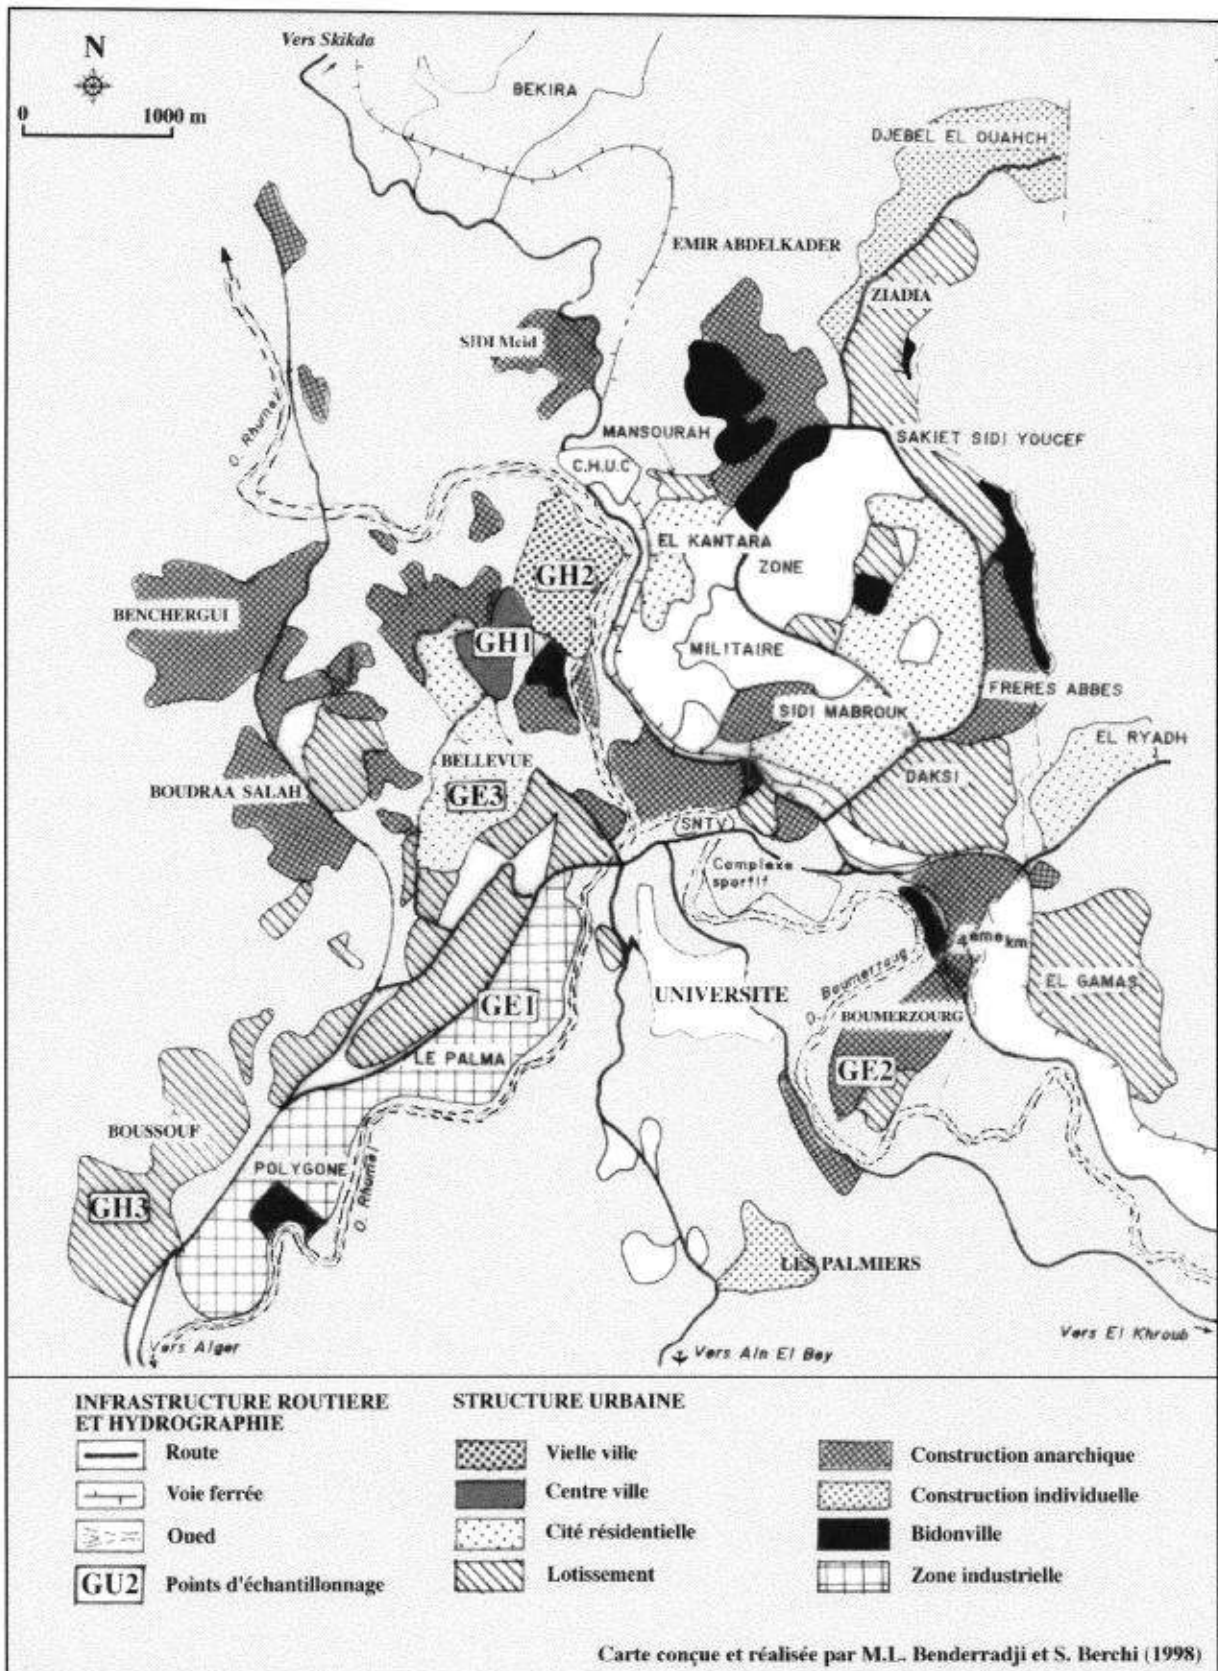 Vers Skikda
N
0 1000 m
BEKIRA
DJEBEL EL OUAHCH
EMIR ABDELKADER
ZIADIA
SIDI Mcid
O. Rhumel
MANSOURAH
SAKIET SIDI YOUCEF
C.H.U.C
EL KANTARA
ZONE
GH2
BENCHERGUI
GH1
MILITAIRE
FRERES ABBES
SIDI MABROUK
EL RYADH
BELLEVUE
DAKSI
BOUDRAA SALAH
GE3
SNTV
Complexe
sportif
4eme km
EL GAMAS
UNIVERSITE
O. Boumerzoug
GE1
BOUMERZOURG
LE PALMA
GE2
BOUSSOUF
POLYGONE
O. Rhumel
GH3
LES PALMIERS
Vers Alger
Vers Ain El Bey
Vers El Khroub
INFRASTRUCTURE ROUTIERE
ET HYDROGRAPHIE
Route
Voie ferrée
Oued
GU2 Points d'échantillonnage
STRUCTURE URBAINE
Vielle ville
Centre ville
Cité résidentielle
Lotissement
Construction anarchique
Construction individuelle
Bidonville
Zone industrielle
Carte conçue et réalisée par M.L. Benderradji et S. Berchi (1998)